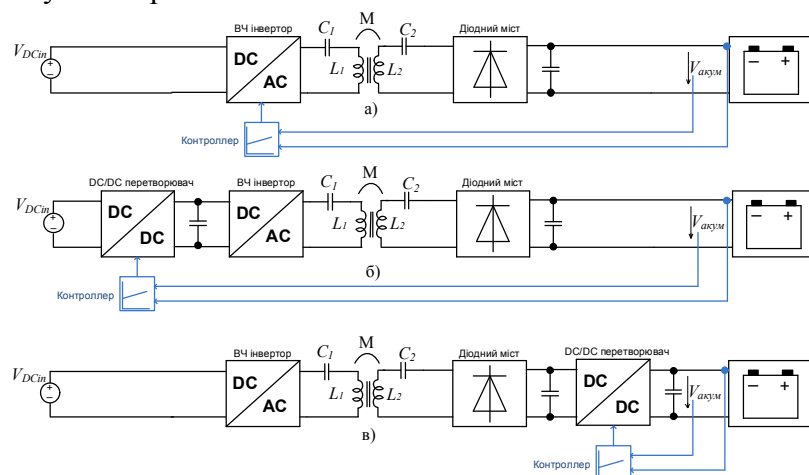 ВЧ інвертор C1 M C2 Діодний міст
VDCin + − DC AC L1 L2 Vакум − +
Контроллер
а)
DC/DC перетворювач ВЧ інвертор C1 M C2 Діодний міст
VDCin + − DC DC DC AC L1 L2 Vакум − +
Контроллер
б)
ВЧ інвертор C1 M C2 Діодний міст DC/DC перетворювач
VDCin + − DC AC L1 L2 DC DC Vакум − +
в)
Контроллер